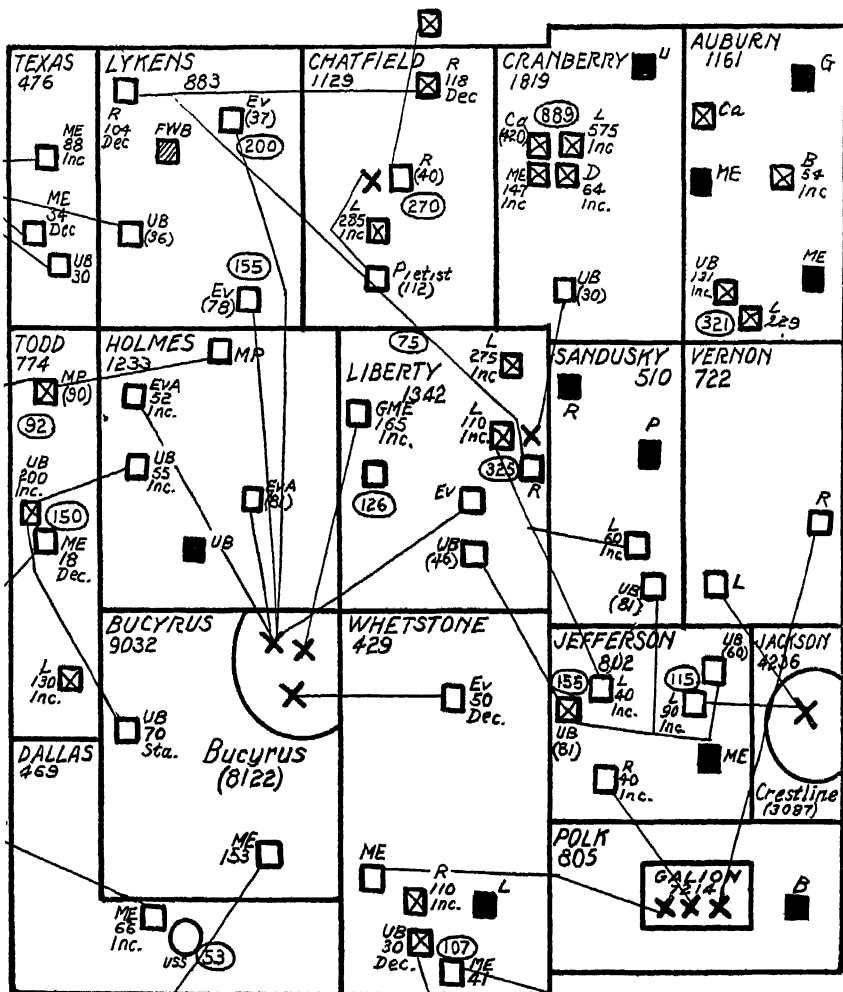 TEXAS
476
ME
88
Inc
ME
34
Dec
UB
30
LYKENS
883
R
104
Dec
FWB
Ev
(37)
200
UB
(36)
155
Ev
(78)
CHATFIELD
1129
R
118
Dec
R
(40)
270
L
285
Inc
Pietist
(112)
75
CRANBERRY
1819
U
889
Ca
(420)
L
575
Inc
ME
147
Inc
D
64
Inc.
UB
(30)
AUBURN
1161
G
Ca
ME
B
54
Inc
ME
UB
131
Inc
321
L
229
TODD
774
MP
(90)
92
UB
200
Inc.
150
ME
18
Dec.
L
130
Inc.
HOLMES
1233
MP
EvA
52
Inc.
UB
55
Inc.
EvA
(81)
UB
LIBERTY
1342
L
275
Inc
GME
165
Inc.
L
110
Inc.
126
325
R
Ev
UB
(46)
SANDUSKY
510
R
P
L
60
Inc
UB
(81)
VERNON
722
R
L
BUCYRUS
9032
Bucyrus
(8122)
UB
70
Sta.
ME
153
WHETSTONE
429
Ev
50
Dec.
ME
R
110
Inc.
L
UB
30
Dec.
107
ME
41
JEFFERSON
802
UB
(60)
155
L
40
Inc.
115
L
90
Inc
UB
(81)
ME
R
40
Inc.
JACKSON
4236
Crestline
(3087)
DALLAS
469
ME
66
Inc.
USS
53
POLK
805
GALION
7214
B